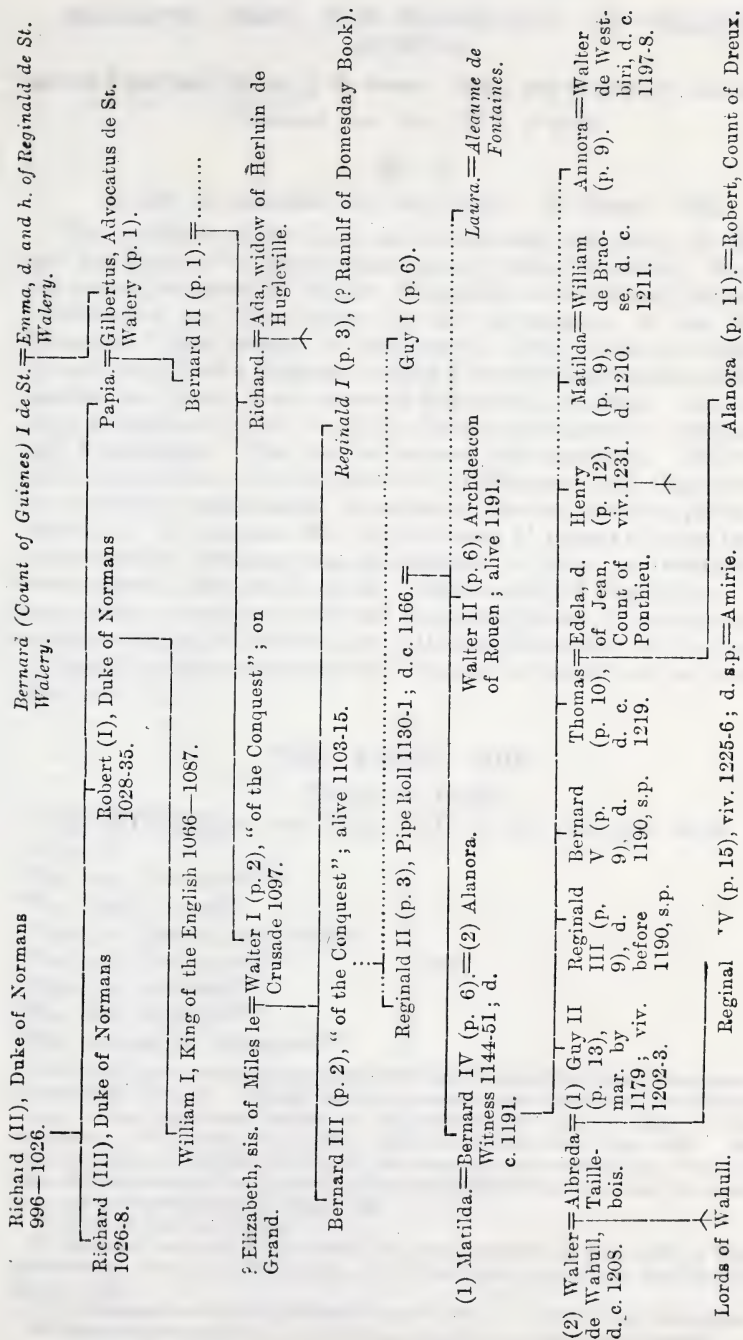 Richard (II), Duke of Normans
996—1026.
Bernard (Count of Guisnes) I de St.=Emma, d. and h. of Reginald de St.
Walery.
Walery.
Richard (III), Duke of Normans
1026-8.
Robert (I), Duke of Normans
1028-35.
Papia.=Gilbertus, Advocatus de St.
Walery (p. 1).
William I, King of the English 1066—1087.
Bernard II (p. 1).=..........
? Elizabeth, sis. of Miles le=Walter I (p. 2), “ of the Conquest” ; on
Grand.
Crusade 1097.
Richard.=Ada, widow of Herluin de
Hugleville.
Bernard III (p. 2), “ of the Conquest” ; alive 1103-15.
Reginald I (p. 3), (? Ranulf of Domesday Book).
Reginald II (p. 3), Pipe Roll 1130-1 ; d. c. 1166.=
Guy I (p. 6).
(1) Matilda.=Bernard IV (p. 6).=(2) Alanora.
Witness 1144-51 ; d.
c. 1191.
Walter II (p. 6), Archdeacon
of Rouen ; alive 1191.
Laura.=Aleaume de
Fontaines.
(2) Walter=Albreda=(1) Guy II
de Wahull,
d. c. 1208.
Taille-
bois.
(p. 13),
mar. by
1179 ; viv.
1202-3.
Reginald
III (p.
9), d.
before
1190, s.p.
Bernard
V (p.
9), d.
1190, s.p.
Thomas=Edela, d.
(p. 10),
d. c.
1219.
of Jean,
Count of
Ponthieu.
Henry
(p. 12),
viv. 1231.
Matilda=William
(p. 9),
d. 1210.
de Brao-
se, d. c.
1211.
Annora=Walter
(p. 9).
de West-
biri, d. c.
1197-8.
Lords of Wahull.
Reginal V (p. 15), viv. 1225-6 ; d. s.p.=Amirie.
Alanora (p. 11).=Robert, Count of Dreux.